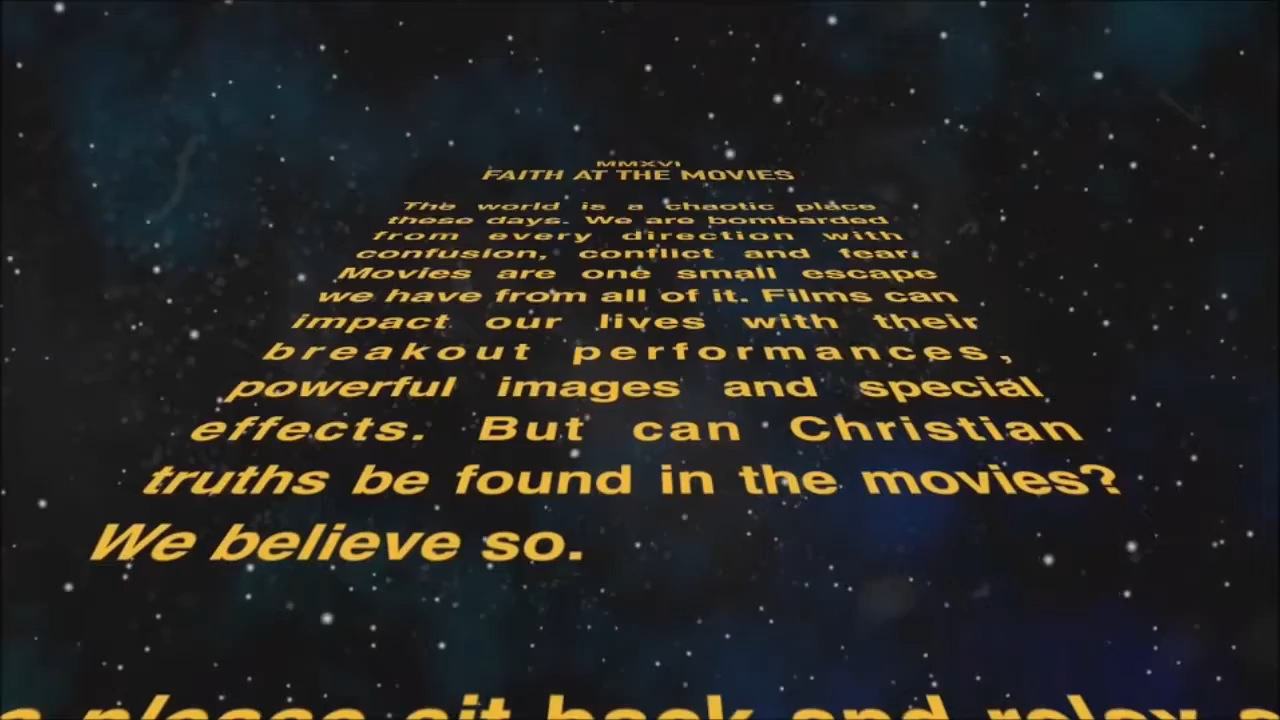 MMXVI
FAITH AT THE MOVIES
The world is a chaotic place
these days. We are bombarded
from every direction with
confusion, conflict and fear.
Movies are one small escape
we have from all of it. Films can
impact our lives with their
breakout performances,
powerful images and special
effects. But can Christian
truths be found in the movies?
We believe so.
please sit back and relax